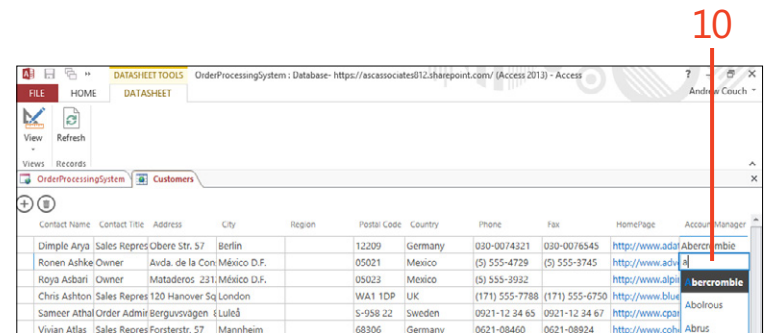 10
DATASHEET TOOLS OrderProcessingSystem : Database- https://ascassociates812.sharepoint.com/ (Access 2013) - Access
FILE HOME DATASHEET Andrew Couch
View Refresh
Views Records
OrderProcessingSystem Customers
Contact Name Contact Title Address City Region Postal Code Country Phone Fax HomePage Account Manager
Dimple Arya Sales Repres Obere Str. 57 Berlin 12209 Germany 030-0074321 030-0076545 http://www.adat Abercrombie
Ronen Ashke Owner Avda. de la Con México D.F. 05021 Mexico (5) 555-4729 (5) 555-3745 http://www.adve a
Roya Asbari Owner Mataderos 231 México D.F. 05023 Mexico (5) 555-3932 http://www.alpi Abercrombie
Chris Ashton Sales Repres 120 Hanover Sq London WA1 1DP UK (171) 555-7788 (171) 555-6750 http://www.blue
Abolrous
Sameer Athal Order Admir Berguvsvägen 8 Luleå S-958 22 Sweden 0921-12 34 65 0921-12 34 67 http://www.cpar
Vivian Atlas Sales Repres Forsterstr. 57 Mannheim 68306 Germany 0621-08460 0621-08924 http://www.coho Abrus